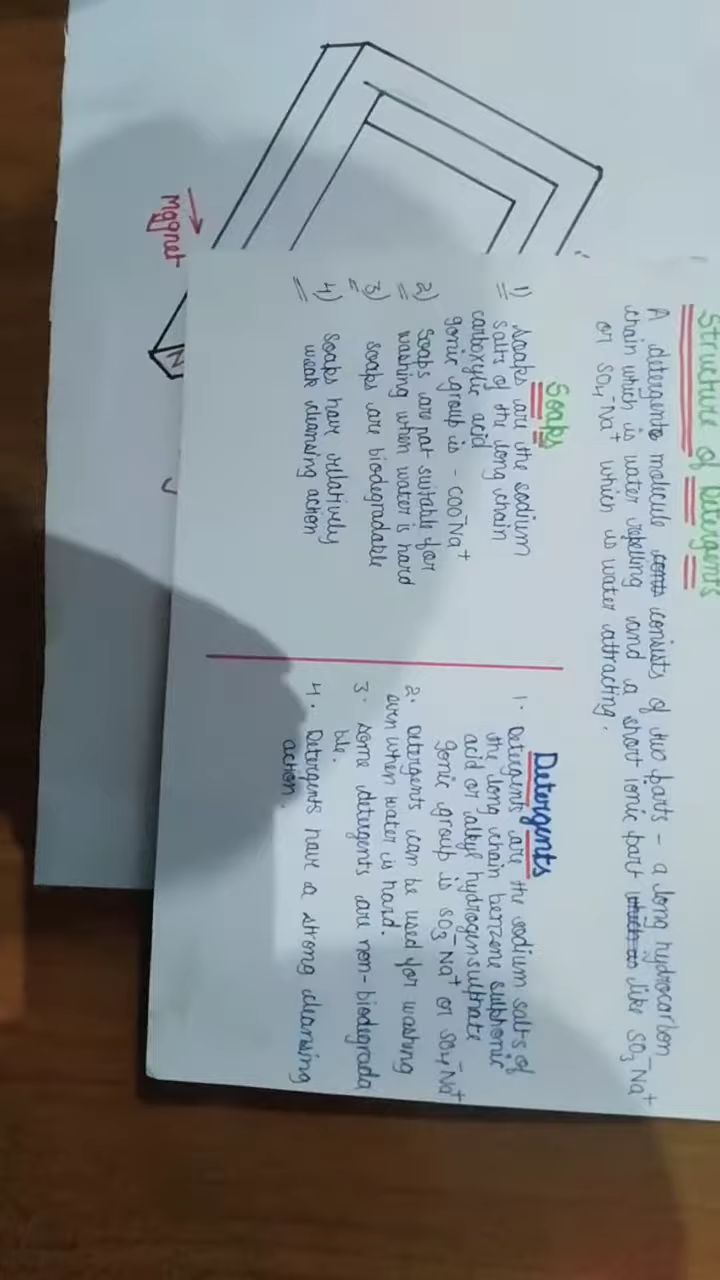 Structure of Detergents
A detergent molecule consists of two parts - a long hydrocarbon
chain which is water repelling and a short ionic part like SO3⁻Na⁺
or SO4⁻Na⁺ which is water attracting.
Soaps
1) Soaps are the sodium
salts of the long chain
carboxylic acid
Ionic group is - COO⁻Na⁺
2) Soaps are not suitable for
washing when water is hard
3) Soaps are biodegradable
4) Soaps have relatively
weak cleansing action
Detergents
1. Detergents are the sodium salts of
the long chain benzene sulphonic
acid or alkyl hydrogensulphate
Ionic group is SO3⁻Na⁺ or SO4⁻Na⁺
2. Detergents can be used for washing
even when water is hard.
3. Some detergents are non-biodegrada
ble.
4. Detergents have a strong cleansing
action.
Magnet
N